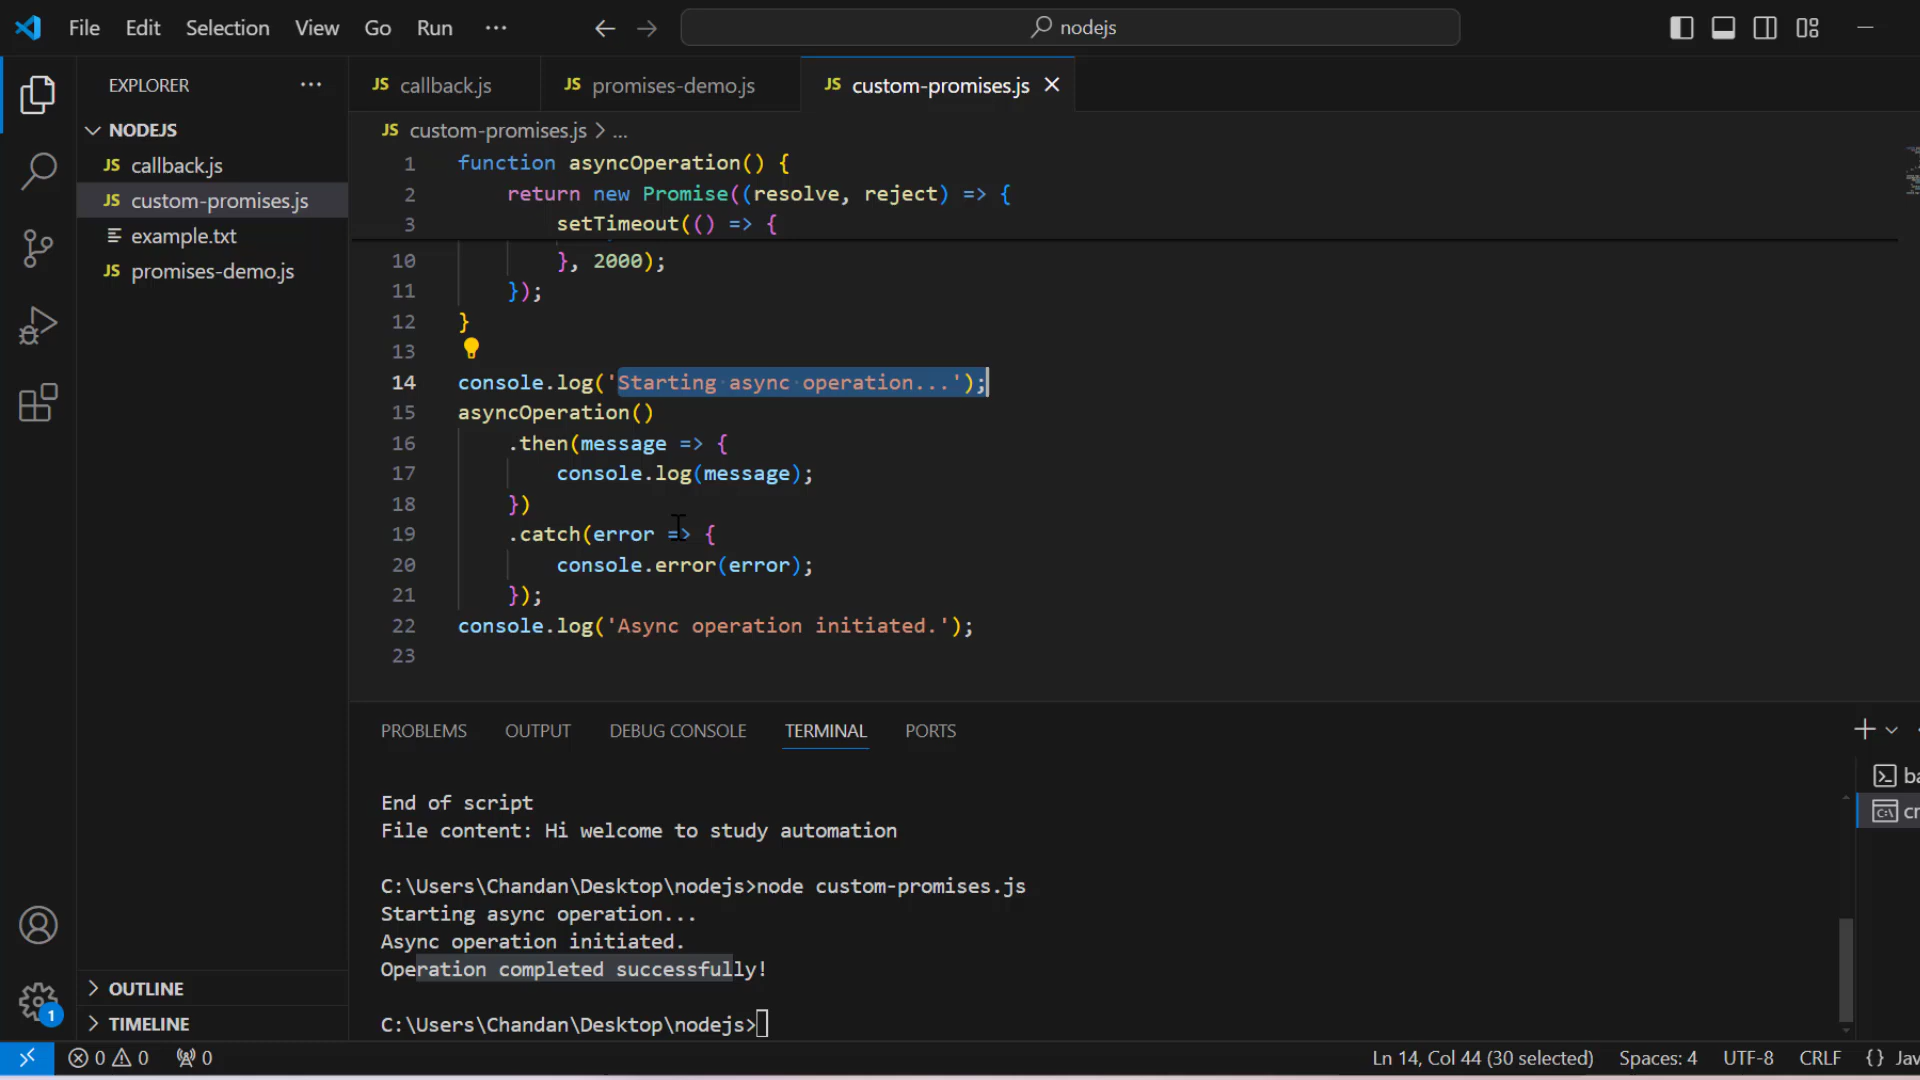 File Edit Selection View Go Run ···
nodejs
EXPLORER ···
NODEJS
JS callback.js
JS custom-promises.js
example.txt
JS promises-demo.js
OUTLINE
TIMELINE
JS callback.js JS promises-demo.js JS custom-promises.js
JS custom-promises.js > ...
1 function asyncOperation() {
2 return new Promise((resolve, reject) => {
3 setTimeout(() => {
10 }, 2000);
11 });
12 }
13
14 console.log('Starting async operation...');
15 asyncOperation()
16 .then(message => {
17 console.log(message);
18 })
19 .catch(error => {
20 console.error(error);
21 });
22 console.log('Async operation initiated.');
23
PROBLEMS OUTPUT DEBUG CONSOLE TERMINAL PORTS
End of script
File content: Hi welcome to study automation
C:\Users\Chandan\Desktop\nodejs>node custom-promises.js
Starting async operation...
Async operation initiated.
Operation completed successfully!
C:\Users\Chandan\Desktop\nodejs>
1
0 0 0 Ln 14, Col 44 (30 selected) Spaces: 4 UTF-8 CRLF {}